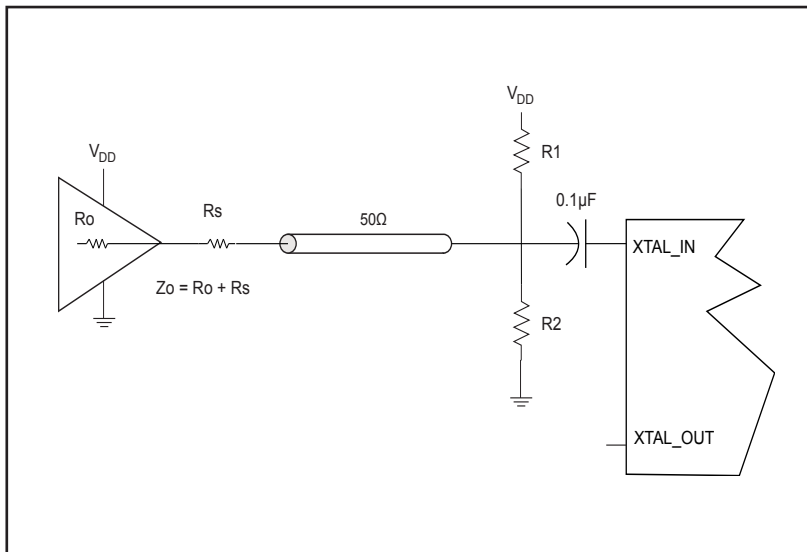 VDD
R1
VDD
0.1µF
Ro
Rs
50Ω
XTAL_IN
Zo = Ro + Rs
R2
XTAL_OUT